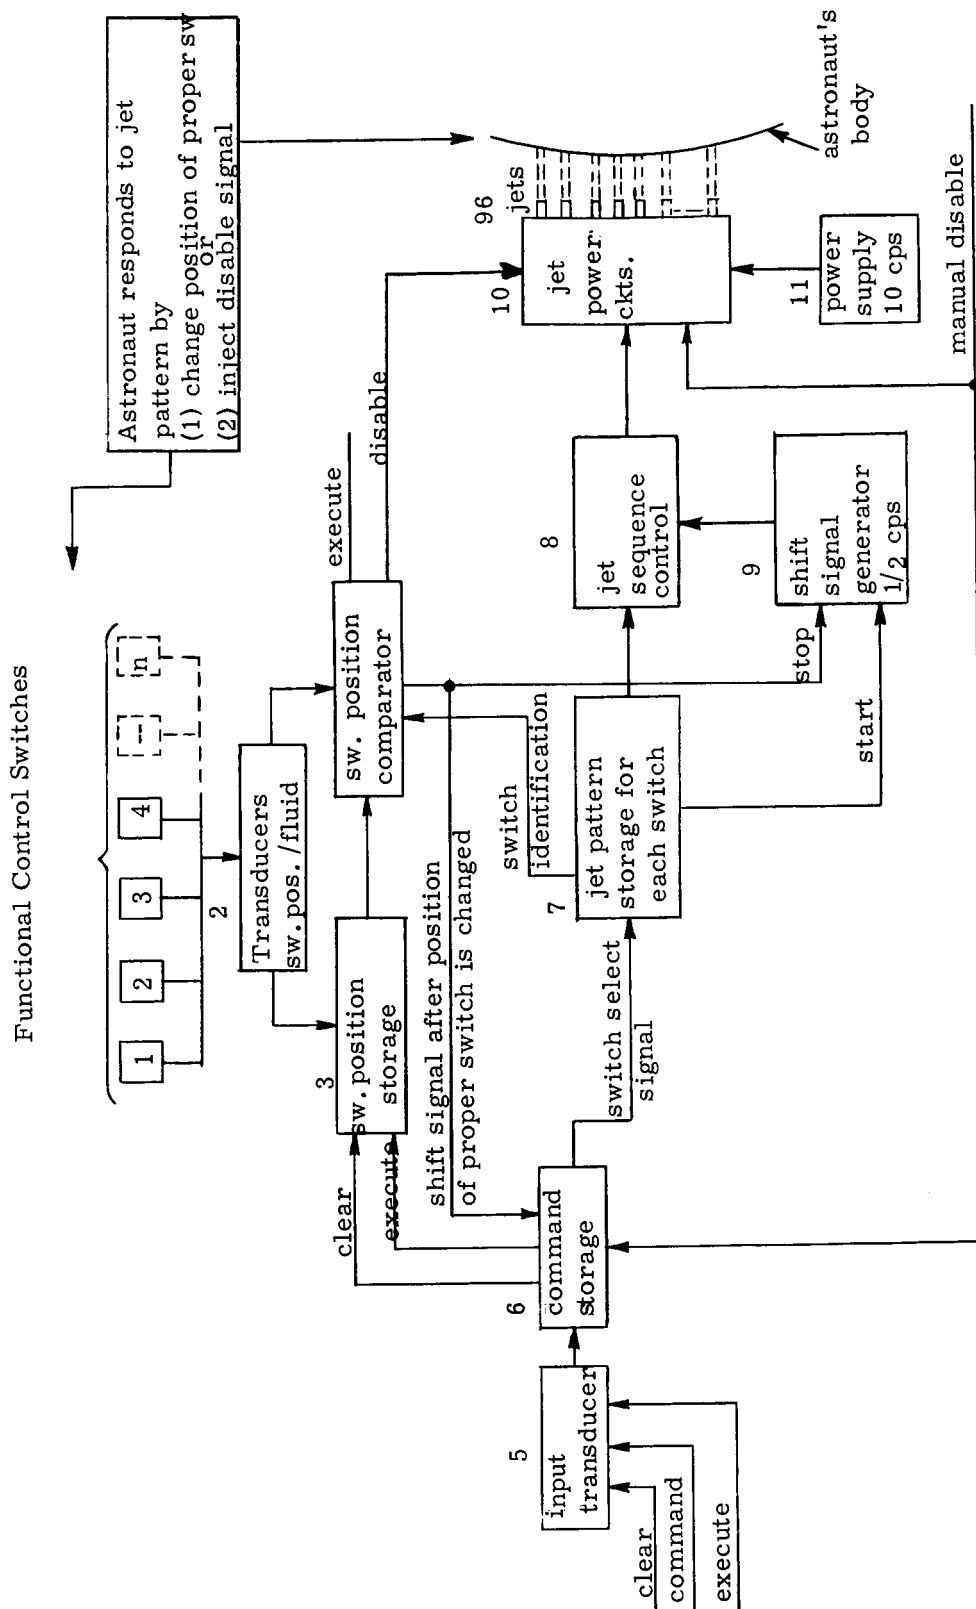 Functional Control Switches
1
2
3
4
n
2
Transducers
sw.pos./fluid
Astronaut responds to jet
pattern by
(1) change position of proper sw
or
(2) inject disable signal
3
sw. position
storage
sw. position
comparator
execute
disable
clear
execute
shift signal after position
of proper switch is changed
switch
identification
5
input
transducer
clear
command
execute
6
command
storage
switch select
signal
7
jet pattern
storage for
each switch
8
jet
sequence
control
9
shift
signal
generator
1/2 cps
stop
start
10
jet
power
ckts.
96
jets
astronaut's
body
11
power
supply
10 cps
manual disable